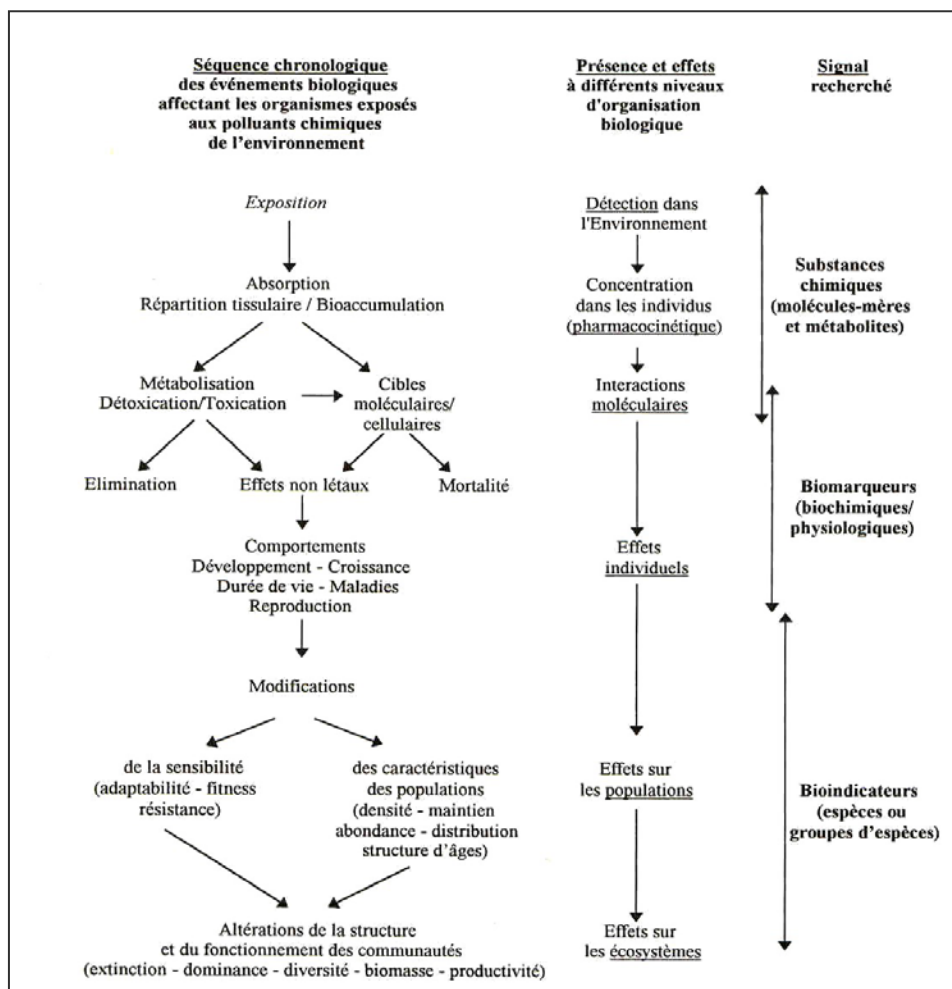 Séquence chronologique
des événements biologiques
affectant les organismes exposés
aux polluants chimiques
de l'environnement
Présence et effets
à différents niveaux
d'organisation
biologique
Signal
recherché
Exposition
Absorption
Répartition tissulaire / Bioaccumulation
Métabolisation
Détoxication/Toxication
Cibles
moléculaires/
cellulaires
Elimination
Effets non létaux
Mortalité
Comportements
Développement - Croissance
Durée de vie - Maladies
Reproduction
Modifications
de la sensibilité
(adaptabilité - fitness
résistance)
des caractéristiques
des populations
(densité - maintien
abondance - distribution
structure d'âges)
Altérations de la structure
et du fonctionnement des communautés
(extinction - dominance - diversité - biomasse - productivité)
Détection dans
l'Environnement
Concentration
dans les individus
(pharmacocinétique)
Interactions
moléculaires
Effets
individuels
Effets sur
les populations
Effets sur
les écosystèmes
Substances
chimiques
(molécules-mères
et métabolites)
Biomarqueurs
(biochimiques/
physiologiques)
Bioindicateurs
(espèces ou
groupes d'espèces)